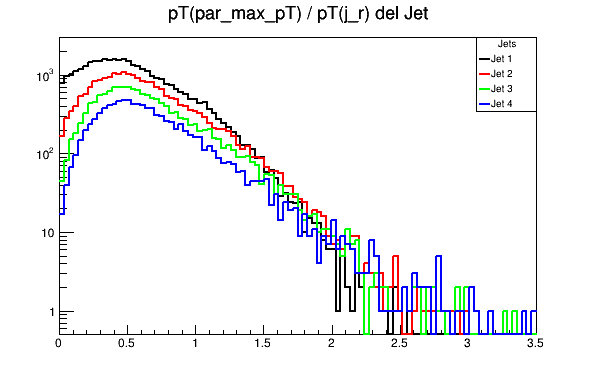 pT(par_max_pT) / pT(j_r) del Jet
Jets
Jet 1
Jet 2
Jet 3
Jet 4
10³
10²
10
1
0 0.5 1 1.5 2 2.5 3 3.5